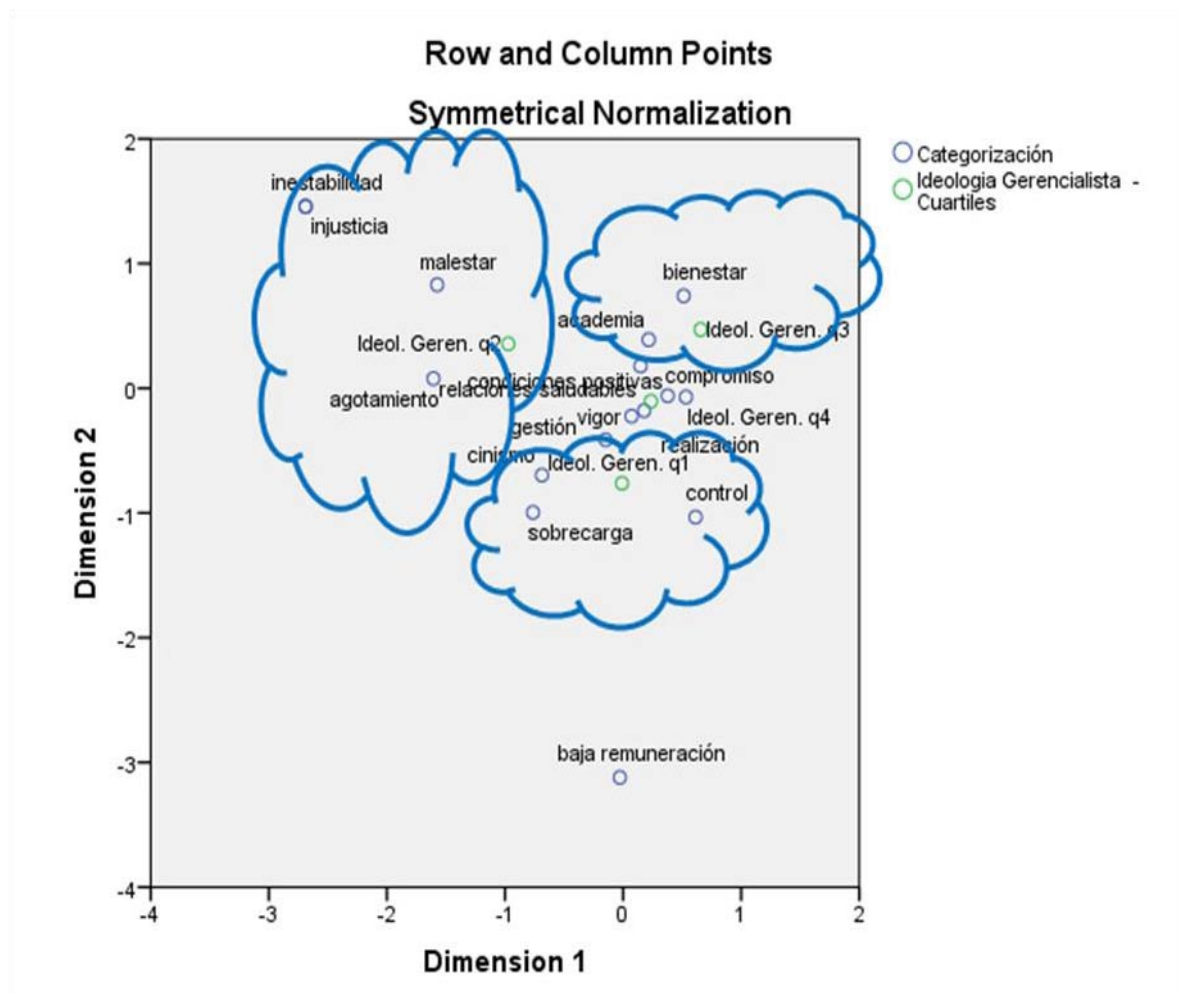 Row and Column Points
Symmetrical Normalization
Categorización
Ideologia Gerencialista -
Cuartiles
inestabilidad
injusticia
malestar
bienestar
academia
Ideol. Geren. q3
Ideol. Geren. q2
condiciones positivas
compromiso
relaciones saludables
agotamiento
vigor
Ideol. Geren. q4
gestión
realización
cinismo
Ideol. Geren. q1
control
sobrecarga
baja remuneración
2
1
0
-1
-2
-3
-4
Dimension 2
-4
-3
-2
-1
0
1
2
Dimension 1